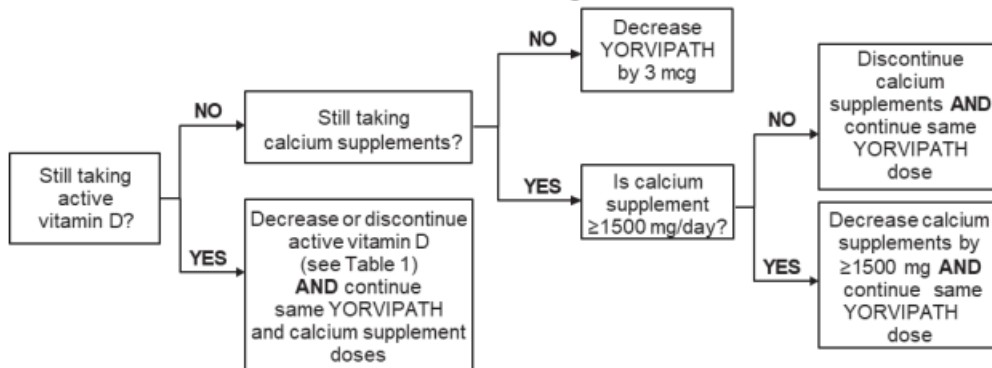 Still taking
active
vitamin D?
NO
Still taking
calcium supplements?
YES
Decrease or discontinue
active vitamin D
(see Table 1)
AND continue
same YORVIPATH
and calcium supplement
doses
NO
Decrease
YORVIPATH
by 3 mcg
YES
Is calcium
supplement
≥1500 mg/day?
NO
Discontinue
calcium
supplements AND
continue same
YORVIPATH
dose
YES
Decrease calcium
supplements by
≥1500 mg AND
continue same
YORVIPATH
dose